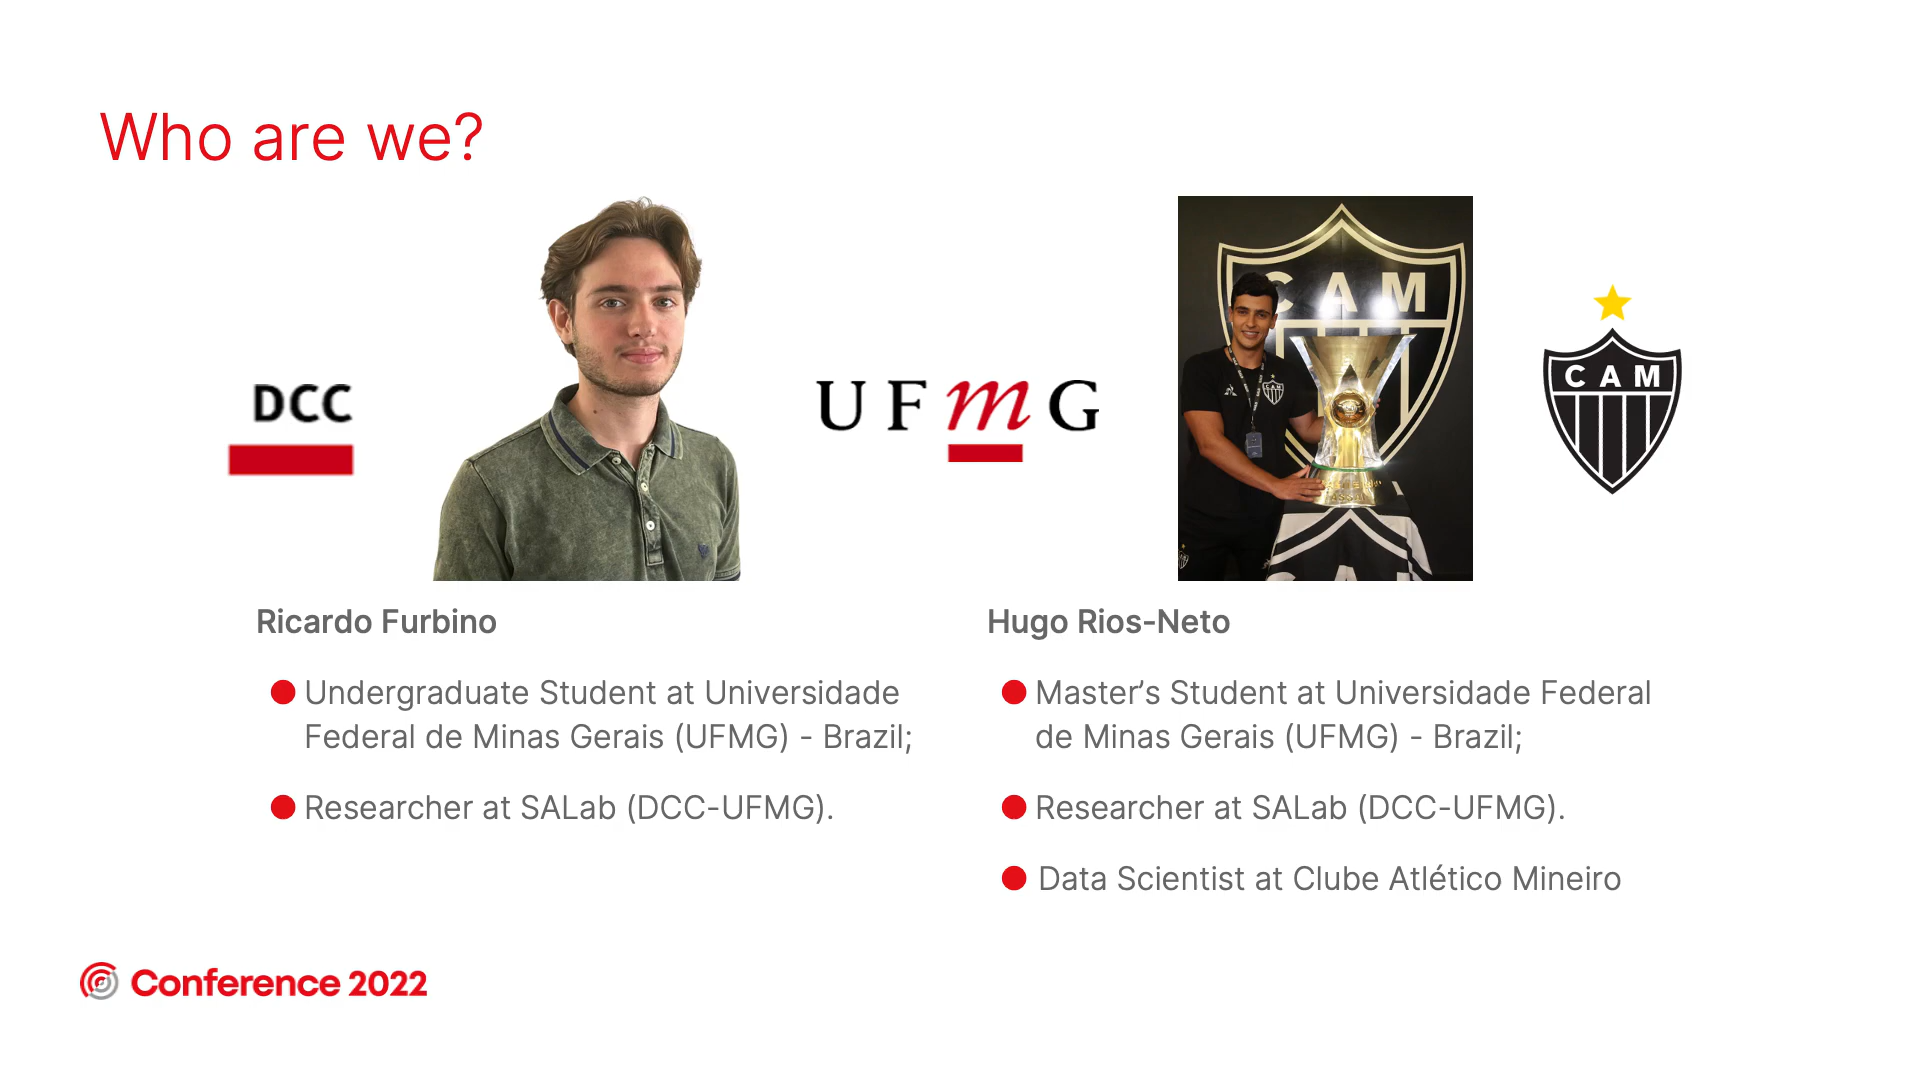 Who are we?
DCC
UFmG
C A M
C A M
Ricardo Furbino
Undergraduate Student at Universidade
Federal de Minas Gerais (UFMG) - Brazil;
Researcher at SALab (DCC-UFMG).
Hugo Rios-Neto
Master’s Student at Universidade Federal
de Minas Gerais (UFMG) - Brazil;
Researcher at SALab (DCC-UFMG).
Data Scientist at Clube Atlético Mineiro
Conference 2022